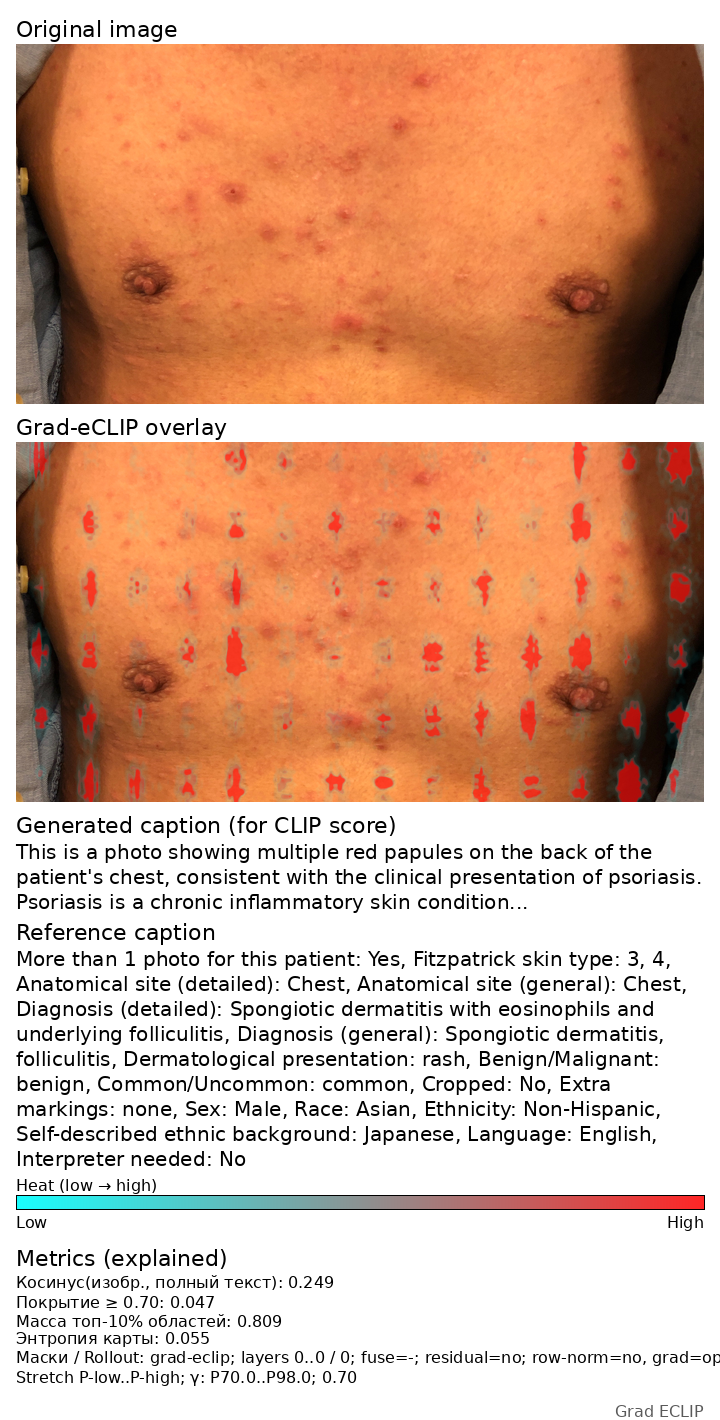 Original image
Grad-eCLIP overlay
Generated caption (for CLIP score)
This is a photo showing multiple red papules on the back of the
patient's chest, consistent with the clinical presentation of psoriasis.
Psoriasis is a chronic inflammatory skin condition...
Reference caption
More than 1 photo for this patient: Yes, Fitzpatrick skin type: 3, 4,
Anatomical site (detailed): Chest, Anatomical site (general): Chest,
Diagnosis (detailed): Spongiotic dermatitis with eosinophils and
underlying folliculitis, Diagnosis (general): Spongiotic dermatitis,
folliculitis, Dermatological presentation: rash, Benign/Malignant:
benign, Common/Uncommon: common, Cropped: No, Extra
markings: none, Sex: Male, Race: Asian, Ethnicity: Non-Hispanic,
Self-described ethnic background: Japanese, Language: English,
Interpreter needed: No
Heat (low → high)
Low High
Metrics (explained)
Косинус(изобр., полный текст): 0.249
Покрытие ≥ 0.70: 0.047
Масса топ-10% областей: 0.809
Энтропия карты: 0.055
Маски / Rollout: grad-eclip; layers 0..0 / 0; fuse=-; residual=no; row-norm=no, grad=op
Stretch P-low..P-high; γ: P70.0..P98.0; 0.70
Grad ECLIP